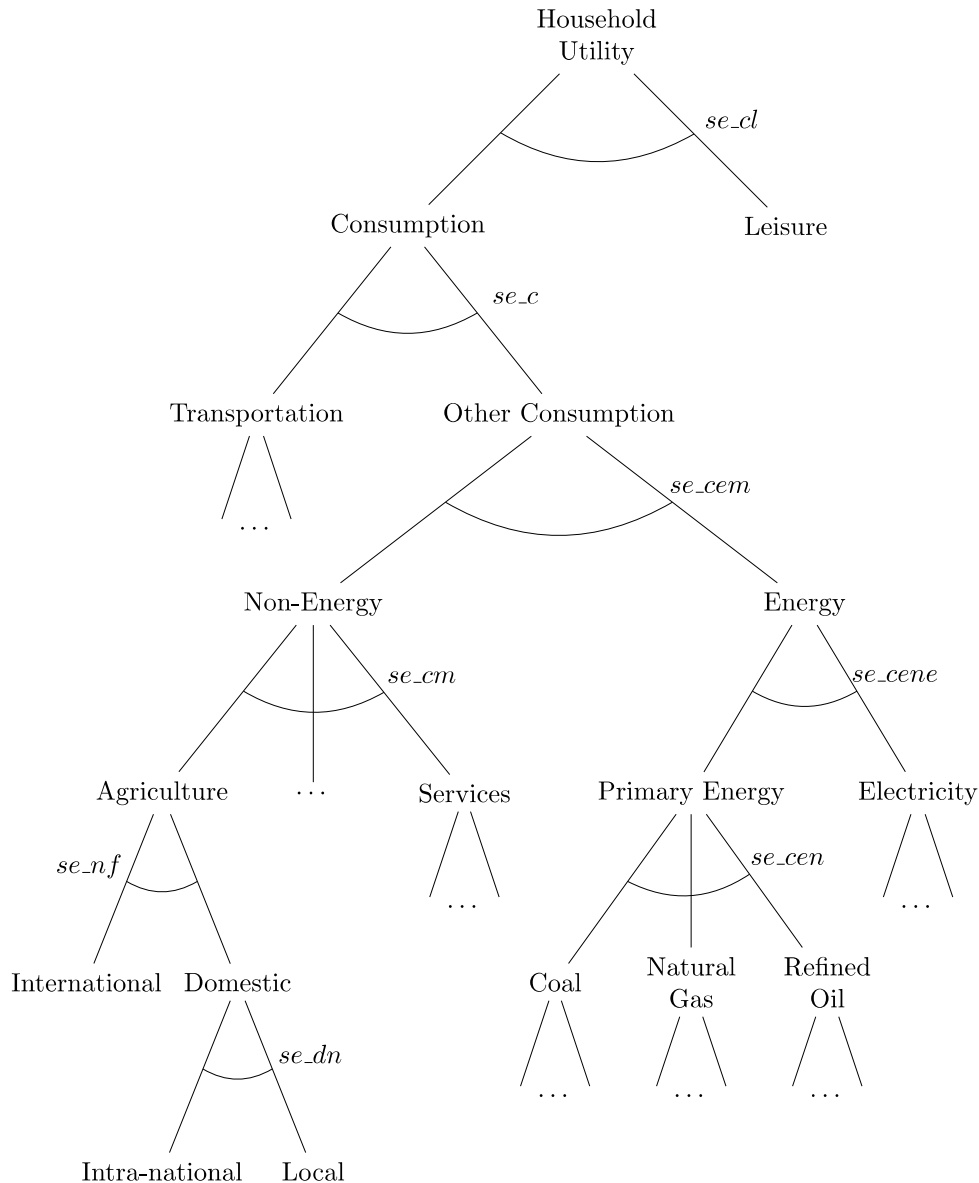 Household
Utility
se_cl
Consumption
Leisure
se_c
Transportation
Other Consumption
se_cem
...
Non-Energy
Energy
se_cm
se_cene
Agriculture
...
Services
Primary Energy
Electricity
se_nf
se_cen
...
...
International
Domestic
Coal
Natural
Gas
Refined
Oil
se_dn
...
...
...
Intra-national
Local